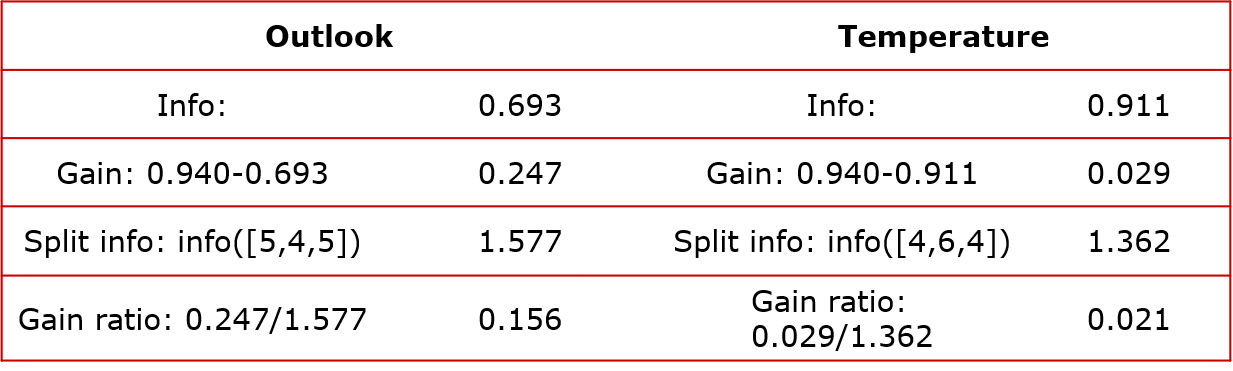 Outlook Temperature
Info: 0.693 Info: 0.911
Gain: 0.940-0.693 0.247 Gain: 0.940-0.911 0.029
Split info: info([5,4,5]) 1.577 Split info: info([4,6,4]) 1.362
Gain ratio: 0.247/1.577 0.156 Gain ratio:
0.029/1.362 0.021